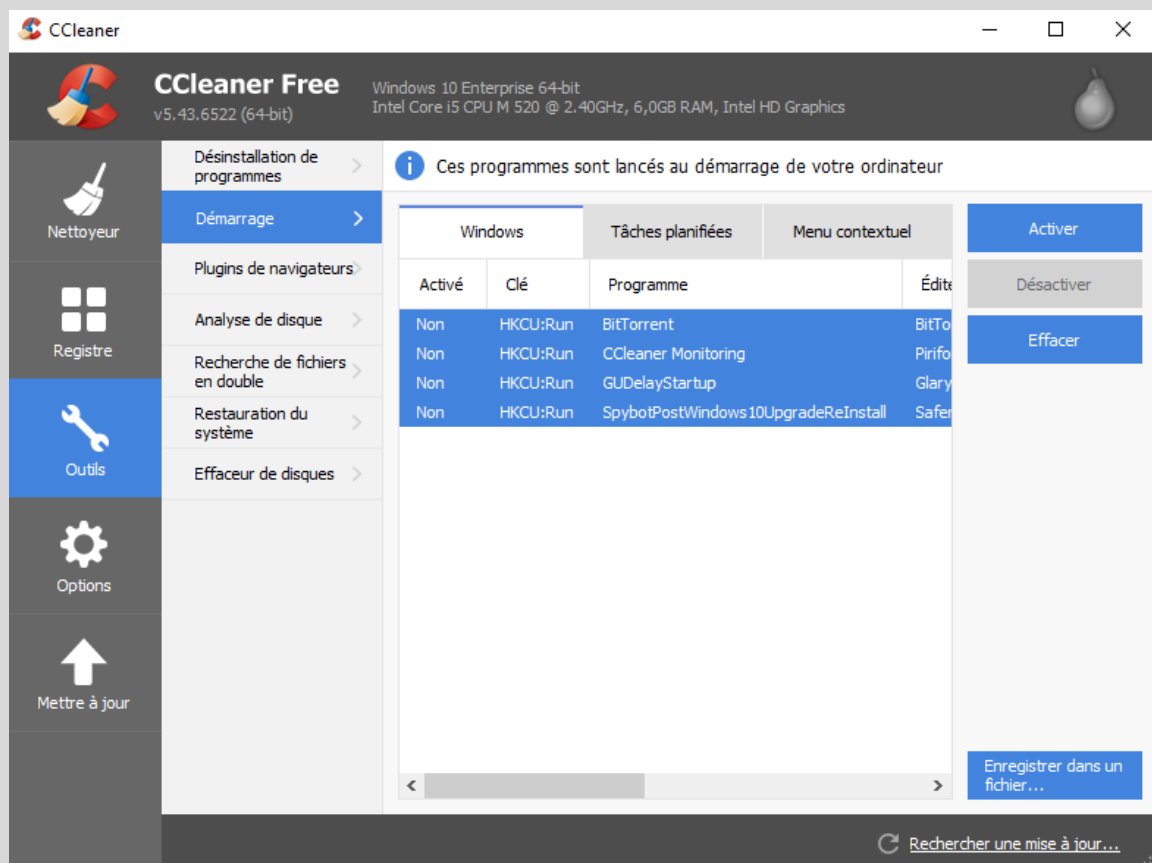 CCleaner
CCleaner Free
v5.43.6522 (64-bit)
Windows 10 Enterprise 64-bit
Intel Core i5 CPU M 520 @ 2.40GHz, 6,0GB RAM, Intel HD Graphics
Nettoyeur
Registre
Outils
Options
Mettre à jour
Désinstallation de
programmes
Démarrage
Plugins de navigateurs
Analyse de disque
Recherche de fichiers
en double
Restauration du
système
Effaceur de disques
Ces programmes sont lancés au démarrage de votre ordinateur
Windows Tâches planifiées Menu contextuel
Activé Clé Programme Édite
Non HKCU:Run BitTorrent BitTo
Non HKCU:Run CCleaner Monitoring Pirifo
Non HKCU:Run GUDelayStartup Glary
Non HKCU:Run SpybotPostWindows10UpgradeReInstall Safer
Activer
Désactiver
Effacer
Enregistrer dans un
fichier...
Rechercher une mise à jour...